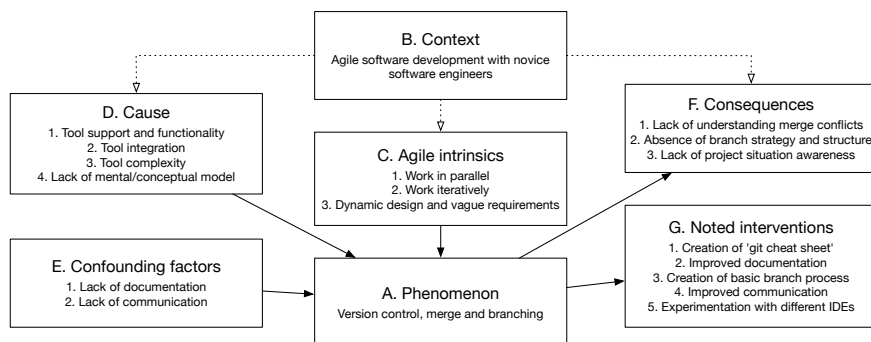 B. Context
Agile software development with novice
software engineers
D. Cause
1. Tool support and functionality
2. Tool integration
3. Tool complexity
4. Lack of mental/conceptual model
C. Agile intrinsics
1. Work in parallel
2. Work iteratively
3. Dynamic design and vague requirements
F. Consequences
1. Lack of understanding merge conflicts
2. Absence of branch strategy and structure
3. Lack of project situation awareness
E. Confounding factors
1. Lack of documentation
2. Lack of communication
A. Phenomenon
Version control, merge and branching
G. Noted interventions
1. Creation of 'git cheat sheet'
2. Improved documentation
3. Creation of basic branch process
4. Improved communication
5. Experimentation with different IDEs